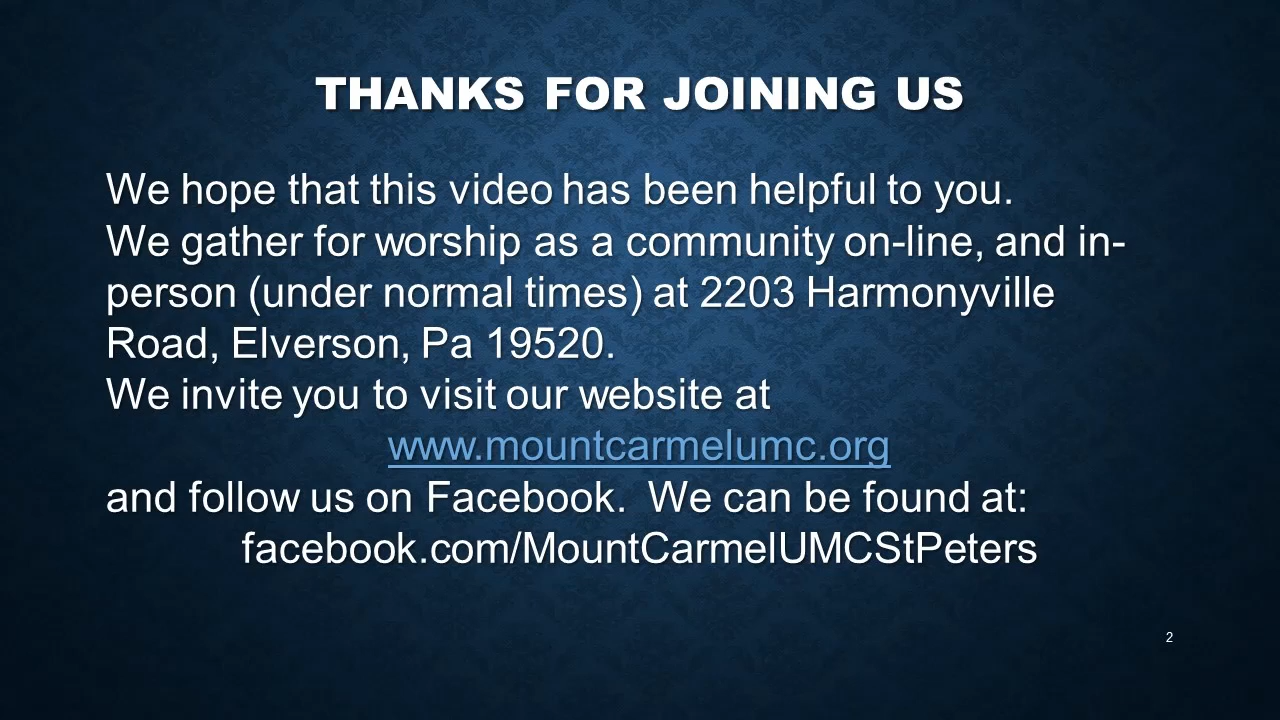 THANKS FOR JOINING US
We hope that this video has been helpful to you.
We gather for worship as a community on-line, and in-
person (under normal times) at 2203 Harmonyville
Road, Elverson, Pa 19520.
We invite you to visit our website at
www.mountcarmelumc.org
and follow us on Facebook.  We can be found at:
facebook.com/MountCarmelUMCStPeters
2